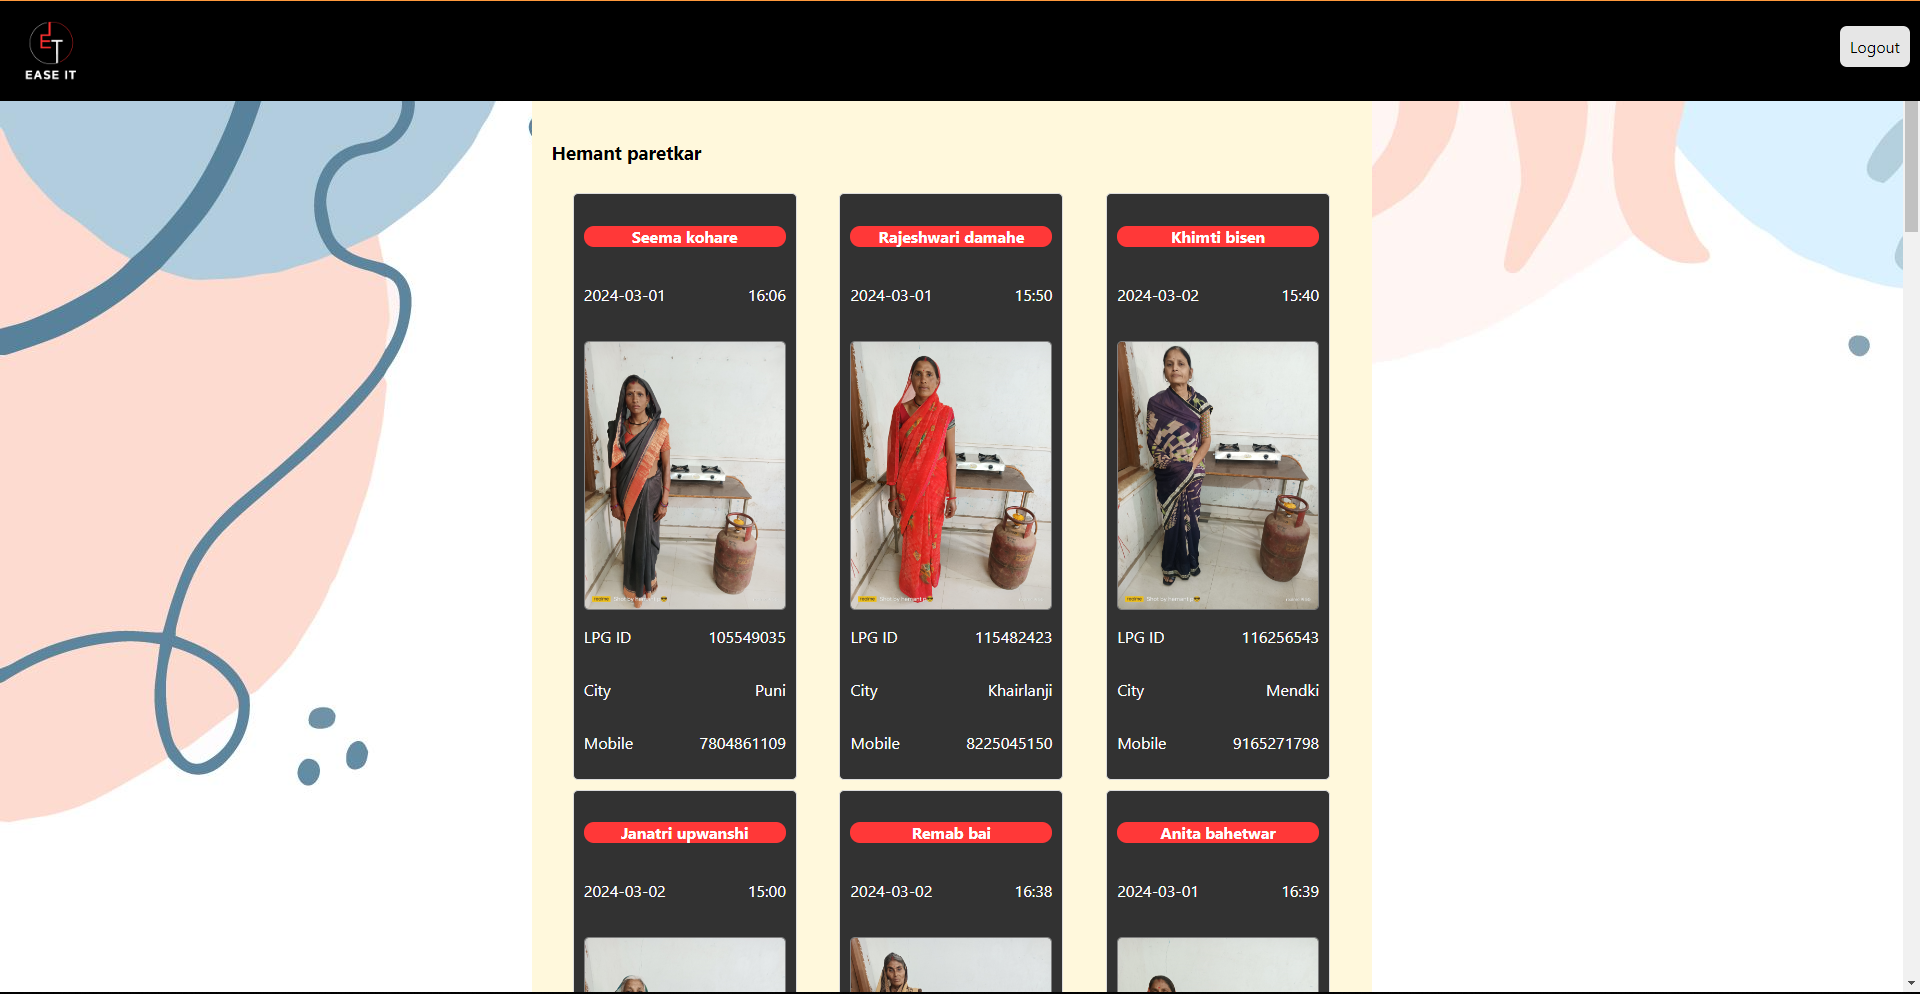 EASE IT
Logout
Hemant paretkar
Seema kohare
2024-03-01 16:06
LPG ID 105549035
City Puni
Mobile 7804861109
Rajeshwari damahe
2024-03-01 15:50
LPG ID 115482423
City Khairlanji
Mobile 8225045150
Khimti bisen
2024-03-02 15:40
LPG ID 116256543
City Mendki
Mobile 9165271798
Janatri upwanshi
2024-03-02 15:00
Remab bai
2024-03-02 16:38
Anita bahetwar
2024-03-01 16:39